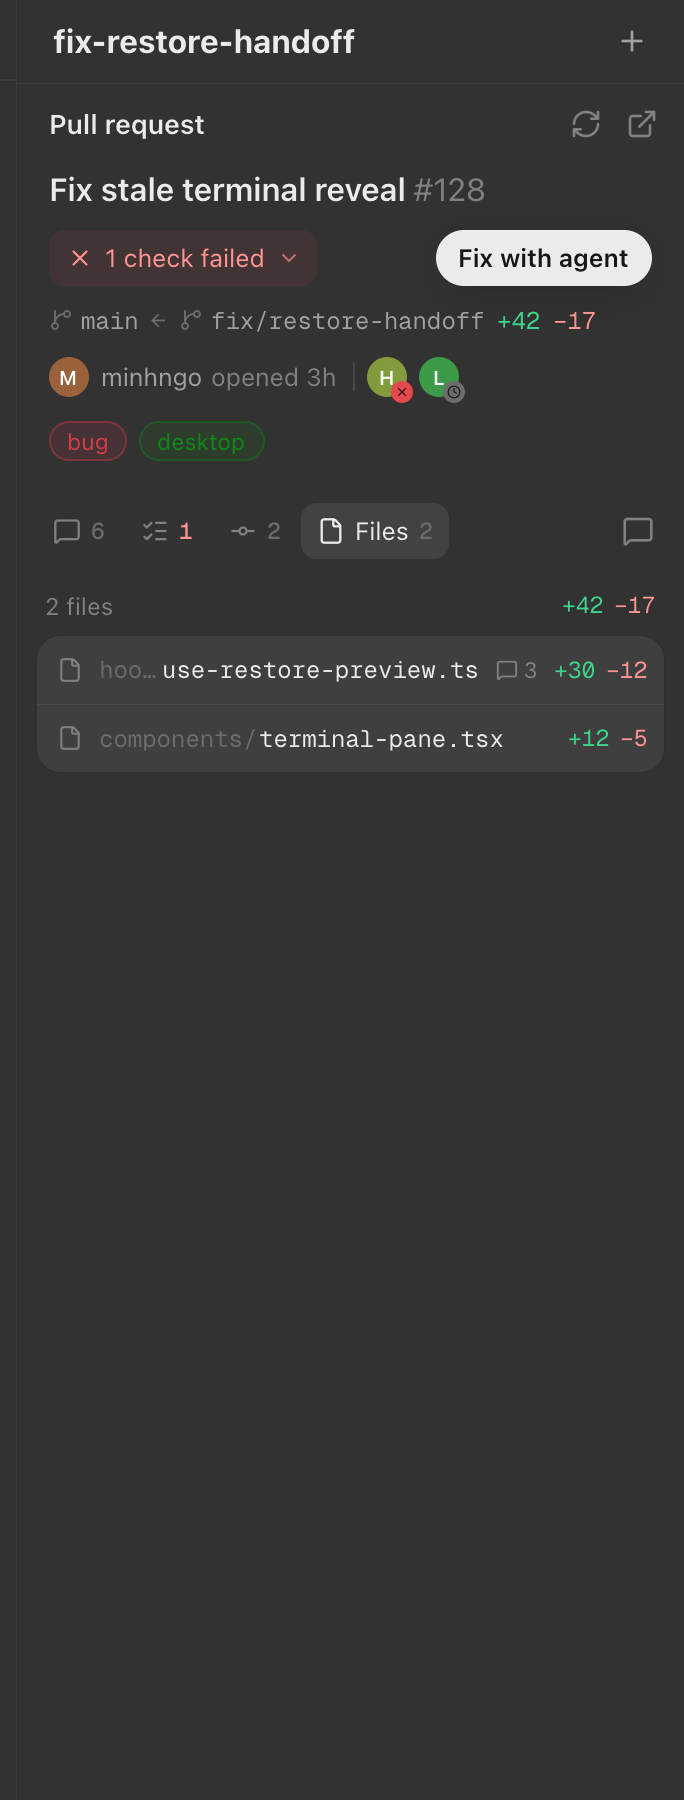 fix-restore-handoff
Pull request
Fix stale terminal reveal #128
1 check failed Fix with agent
main ← fix/restore-handoff +42 −17
M minhngo opened 3h H L
bug desktop
6 1 2 Files 2
2 files +42 −17
hoo… use-restore-preview.ts 3 +30 −12
components/terminal-pane.tsx +12 −5